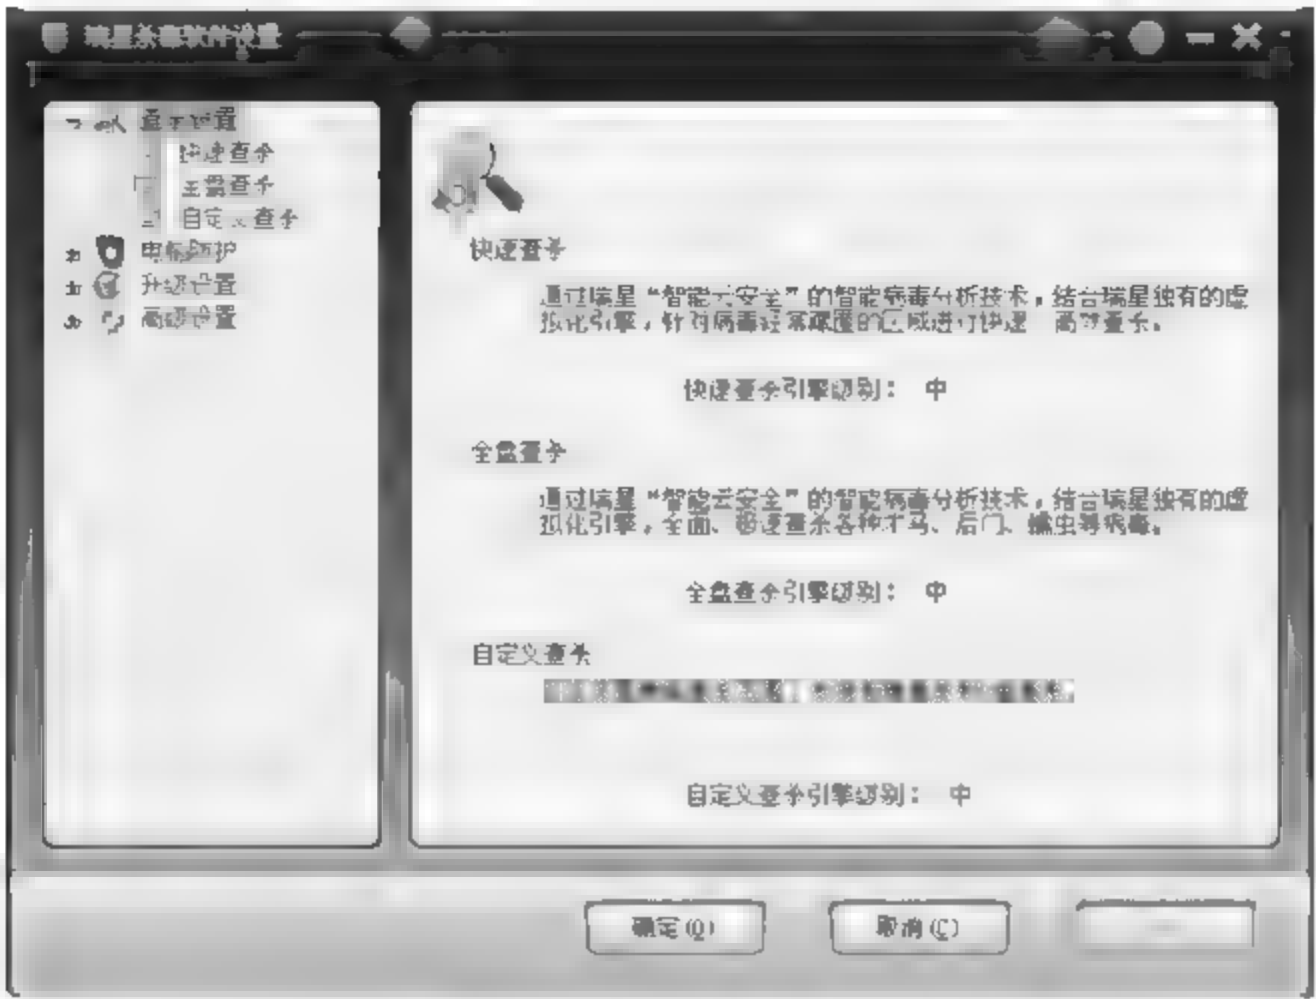 瑞星杀毒软件设置
查杀设置
快速查杀
全盘查杀
自定义查杀
电脑防护
升级设置
高级设置
快速查杀
通过瑞星“智能云安全”的智能病毒分析技术，结合瑞星独有的虚
拟化引擎，针对病毒经常藏匿的区域进行快速、高效查杀。
快速查杀引擎级别： 中
全盘查杀
通过瑞星“智能云安全”的智能病毒分析技术，结合瑞星独有的虚
拟化引擎，全面、极速查杀各种木马、后门、蠕虫等病毒。
全盘查杀引擎级别： 中
自定义查杀
自定义查杀引擎级别： 中
确定(O) 取消(C)